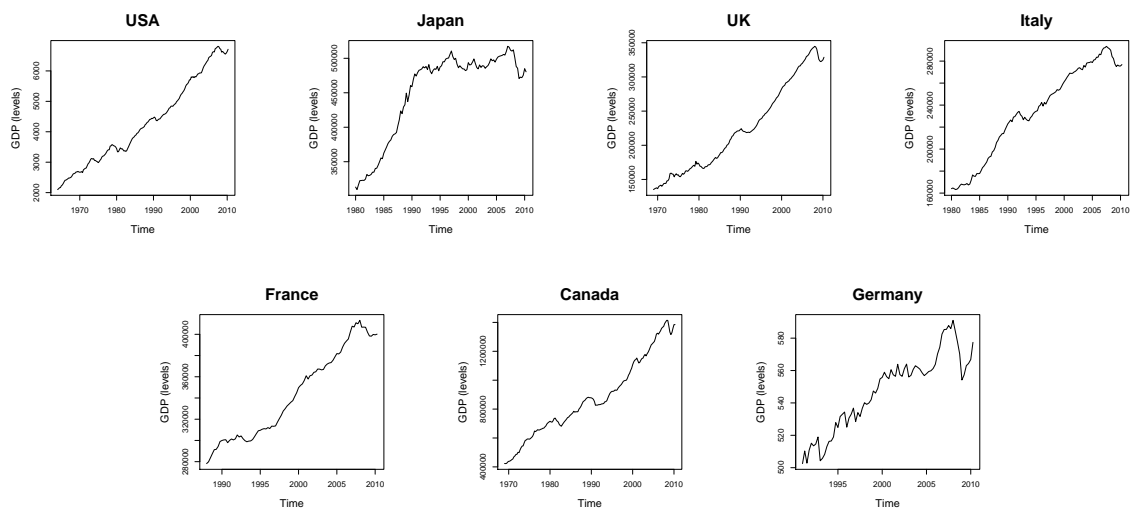 USA
GDP (levels)
2000 3000 4000 5000 6000
1970 1980 1990 2000 2010
Time
Japan
GDP (levels)
350000 400000 450000 500000
1980 1985 1990 1995 2000 2005 2010
Time
UK
GDP (levels)
150000 200000 250000 300000 350000
1970 1980 1990 2000 2010
Time
Italy
GDP (levels)
160000 200000 240000 280000
1980 1985 1990 1995 2000 2005 2010
Time
France
GDP (levels)
280000 320000 360000 400000
1990 1995 2000 2005 2010
Time
Canada
GDP (levels)
400000 800000 1200000
1970 1980 1990 2000 2010
Time
Germany
GDP (levels)
500 520 540 560 580
1995 2000 2005 2010
Time